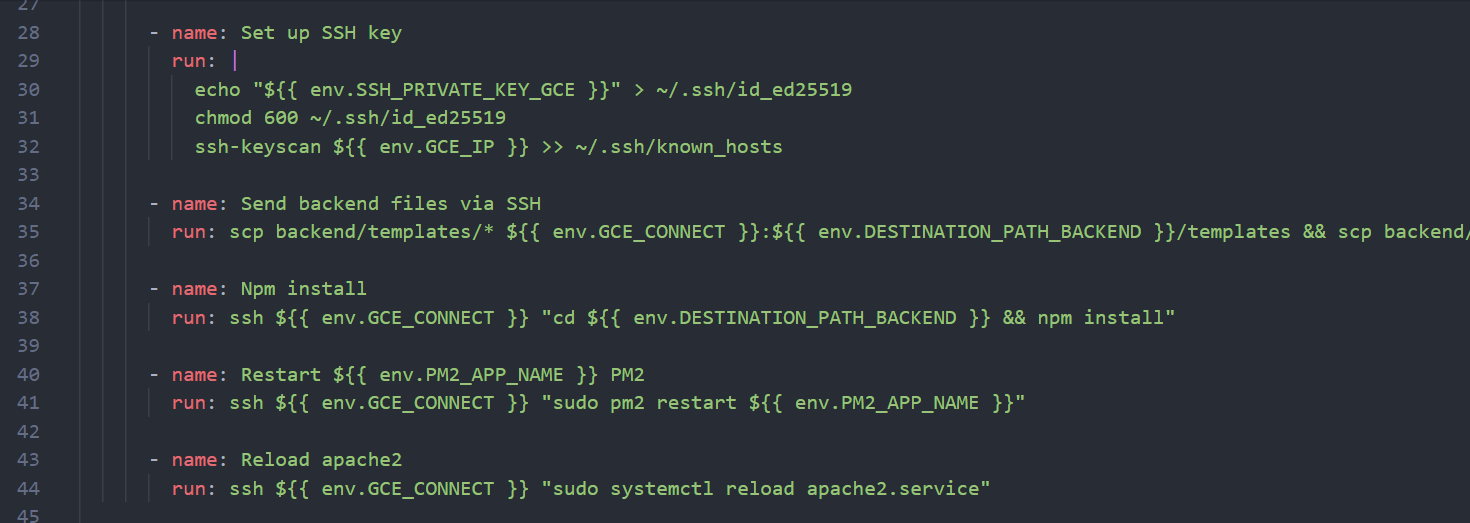 27
28 - name: Set up SSH key
29 run: |
30 echo "${{ env.SSH_PRIVATE_KEY_GCE }}" > ~/.ssh/id_ed25519
31 chmod 600 ~/.ssh/id_ed25519
32 ssh-keyscan ${{ env.GCE_IP }} >> ~/.ssh/known_hosts
33
34 - name: Send backend files via SSH
35 run: scp backend/templates/* ${{ env.GCE_CONNECT }}:${{ env.DESTINATION_PATH_BACKEND }}/templates && scp backend/
36
37 - name: Npm install
38 run: ssh ${{ env.GCE_CONNECT }} "cd ${{ env.DESTINATION_PATH_BACKEND }} && npm install"
39
40 - name: Restart ${{ env.PM2_APP_NAME }} PM2
41 run: ssh ${{ env.GCE_CONNECT }} "sudo pm2 restart ${{ env.PM2_APP_NAME }}"
42
43 - name: Reload apache2
44 run: ssh ${{ env.GCE_CONNECT }} "sudo systemctl reload apache2.service"
45